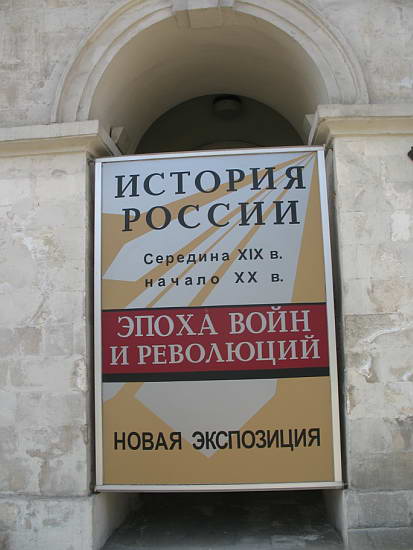 ИСТОРИЯ
РОССИИ
Середина XIX в.
начало XX в.
ЭПОХА ВОЙН
И РЕВОЛЮЦИЙ
НОВАЯ ЭКСПОЗИЦИЯ